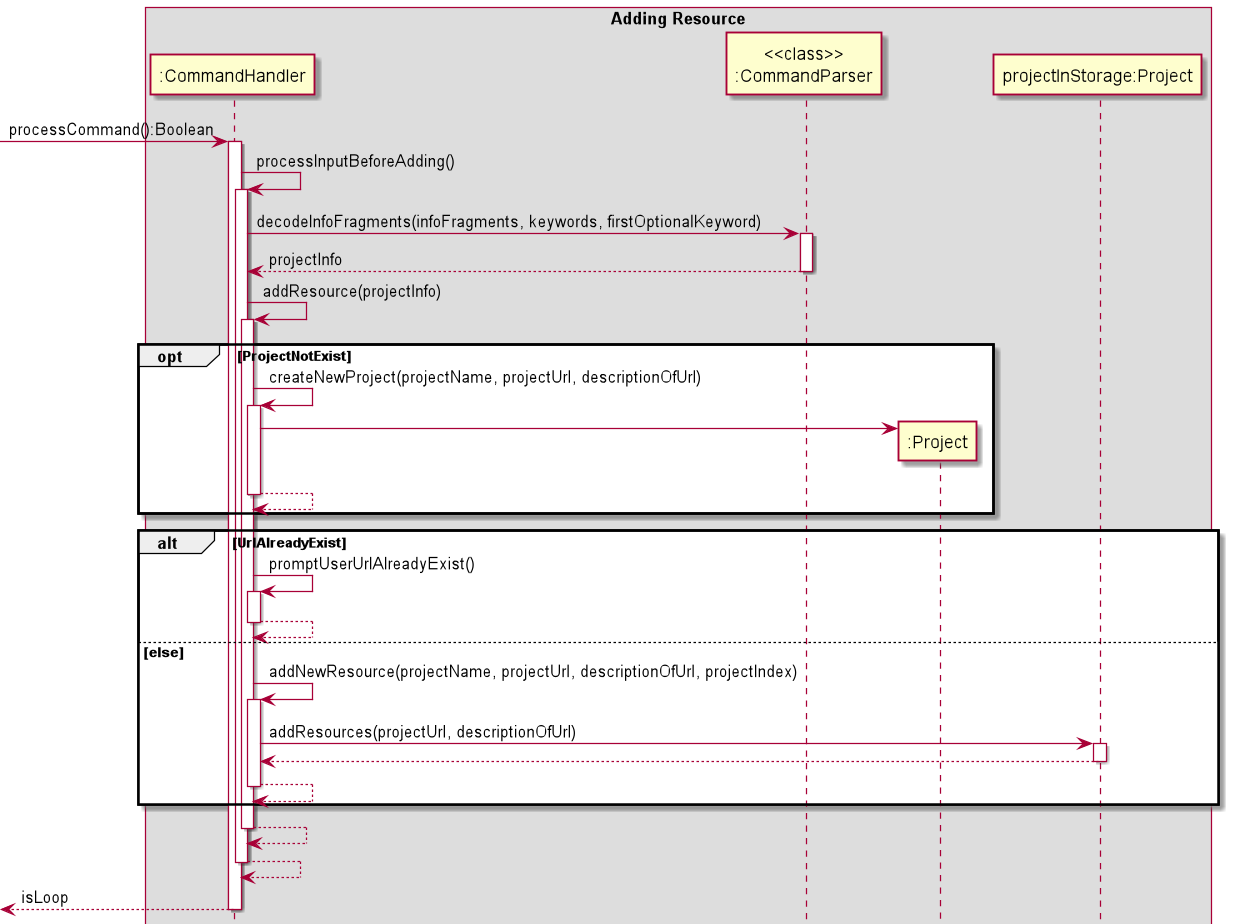 Adding Resource
:CommandHandler
<<class>>
:CommandParser
projectInStorage:Project
processCommand():Boolean
processInputBeforeAdding()
decodeInfoFragments(infoFragments, keywords, firstOptionalKeyword)
projectInfo
addResource(projectInfo)
opt
[ProjectNotExist]
createNewProject(projectName, projectUrl, descriptionOfUrl)
:Project
alt
[UrlAlreadyExist]
promptUserUrlAlreadyExist()
[else]
addNewResource(projectName, projectUrl, descriptionOfUrl, projectIndex)
addResources(projectUrl, descriptionOfUrl)
isLoop